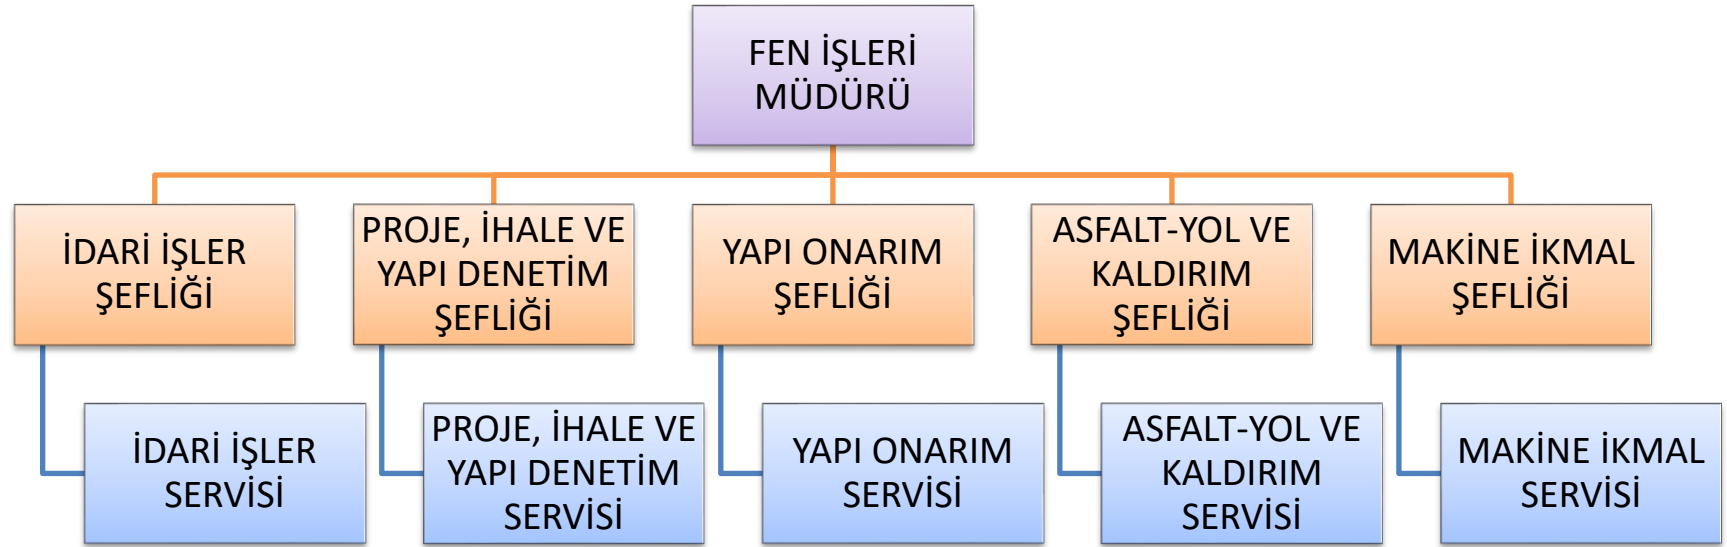 FEN İŞLERİ
MÜDÜRÜ
İDARİ İŞLER
ŞEFLİĞİ
PROJE, İHALE VE
YAPI DENETİM
ŞEFLİĞİ
YAPI ONARIM
ŞEFLİĞİ
ASFALT-YOL VE
KALDIRIM
ŞEFLİĞİ
MAKİNE İKMAL
ŞEFLİĞİ
İDARİ İŞLER
SERVİSİ
PROJE, İHALE VE
YAPI DENETİM
SERVİSİ
YAPI ONARIM
SERVİSİ
ASFALT-YOL VE
KALDIRIM
SERVİSİ
MAKİNE İKMAL
SERVİSİ